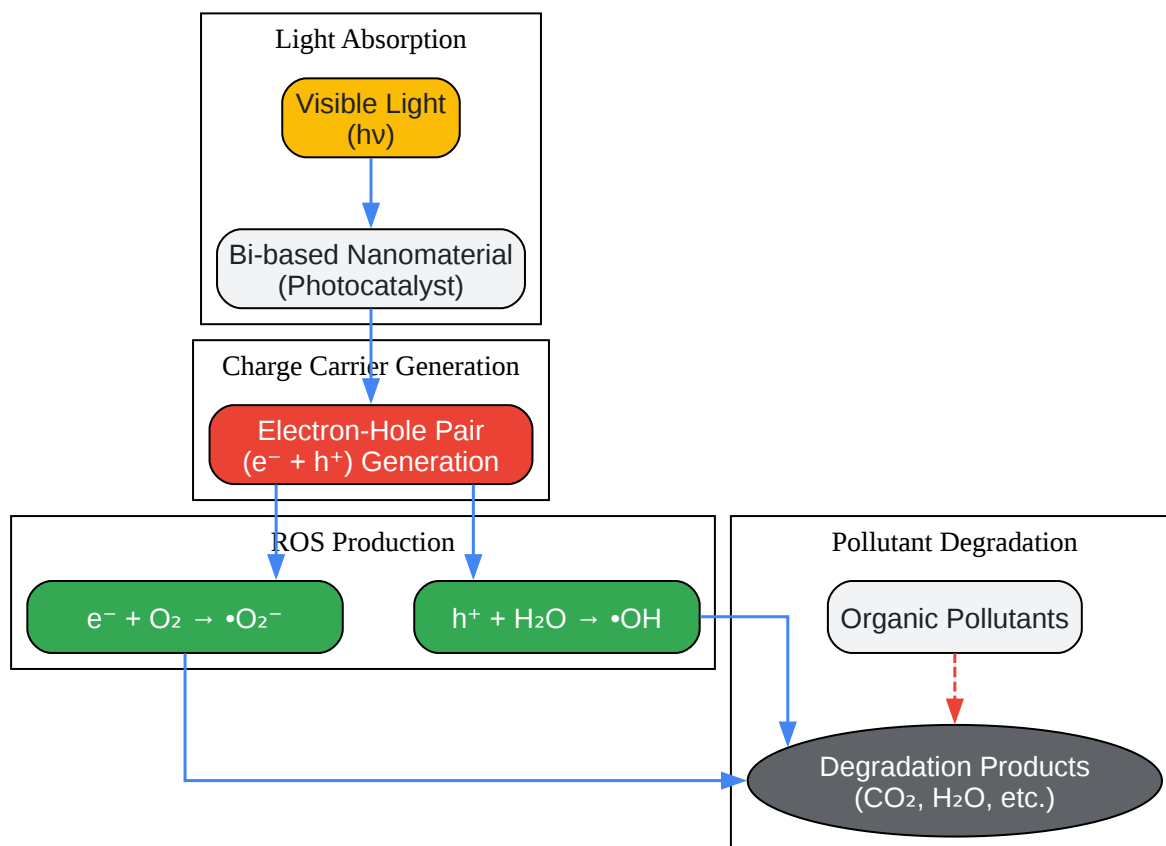 Light Absorption
Visible Light
(hν)
Bi-based Nanomaterial
(Photocatalyst)
Charge Carrier Generation
Electron-Hole Pair
(e⁻ + h⁺) Generation
ROS Production
e⁻ + O₂ → •O₂⁻
h⁺ + H₂O → •OH
Pollutant Degradation
Organic Pollutants
Degradation Products
(CO₂, H₂O, etc.)